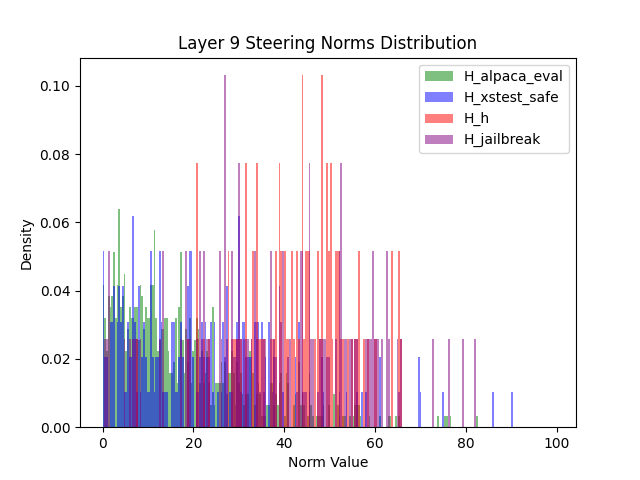 Layer 9 Steering Norms Distribution
H_alpaca_eval
H_xstest_safe
H_h
H_jailbreak
0.10
0.08
0.06
0.04
0.02
0.00
Density
0
20
40
60
80
100
Norm Value